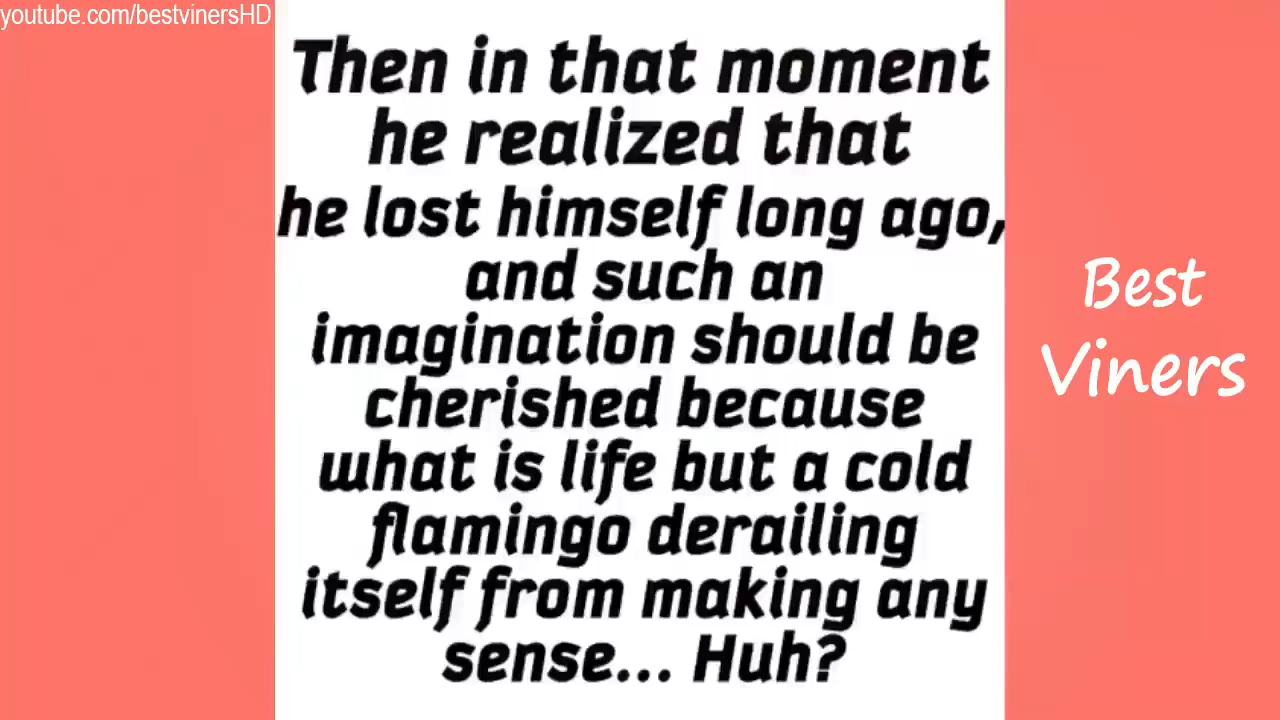 youtube.com/bestvinersHD
Then in that moment
he realized that
he lost himself long ago,
and such an
imagination should be
cherished because
what is life but a cold
flamingo derailing
itself from making any
sense... Huh?
Best
Viners